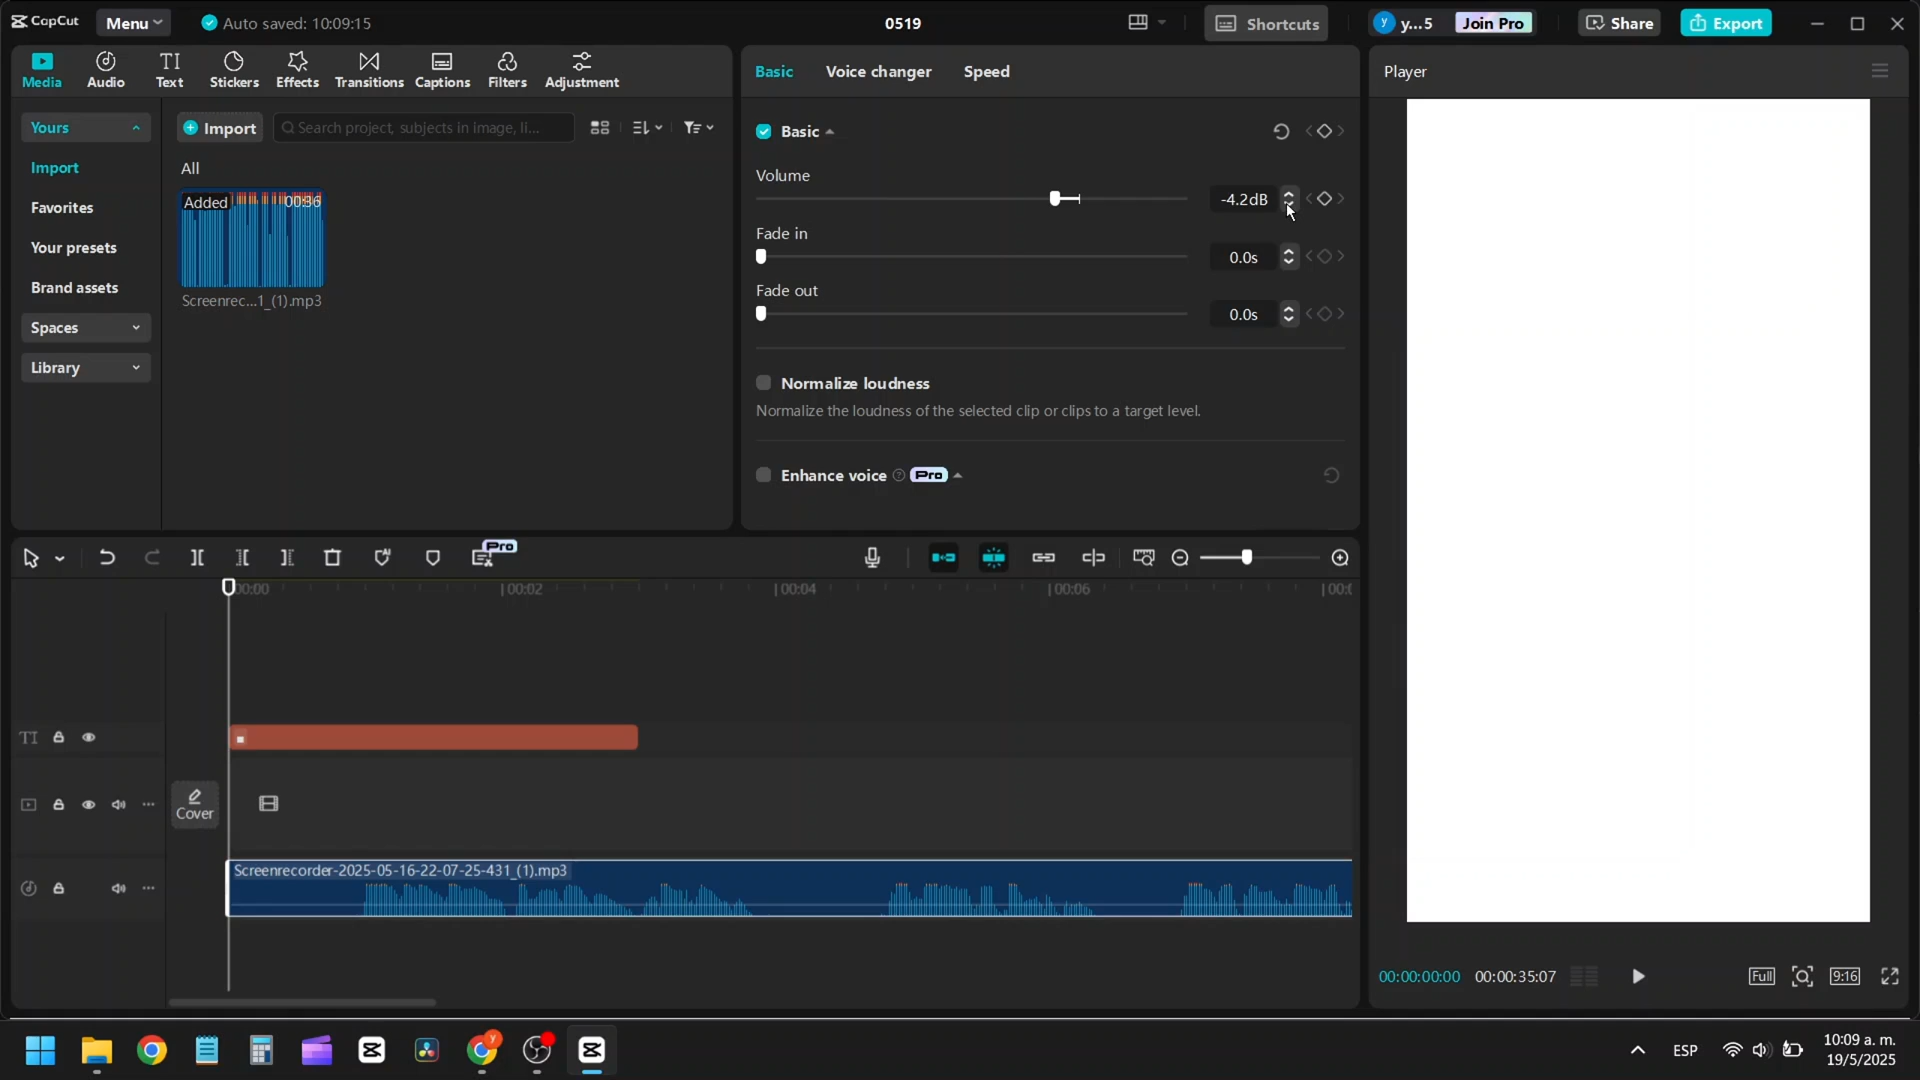 CapCut
Menu
Auto saved: 10:09:15
0519
Shortcuts
y...5
Join Pro
Share
Export
Media
Audio
Text
Stickers
Effects
Transitions
Captions
Filters
Adjustment
Basic
Voice changer
Speed
Player
Yours
Import
Search project, subjects in image, li...
Import
Favorites
Your presets
Brand assets
Spaces
Library
All
Added
00:36
Screenrec...1_(1).mp3
Basic
Volume
-4.2dB
Fade in
0.0s
Fade out
0.0s
Normalize loudness
Normalize the loudness of the selected clip or clips to a target level.
Enhance voice
Pro
Pro
00:00
00:02
00:04
00:06
Cover
Screenrecorder-2025-05-16-22-07-25-431_(1).mp3
00:00:00:00
00:00:35:07
Full
9:16
ESP
10:09 a. m.
19/5/2025